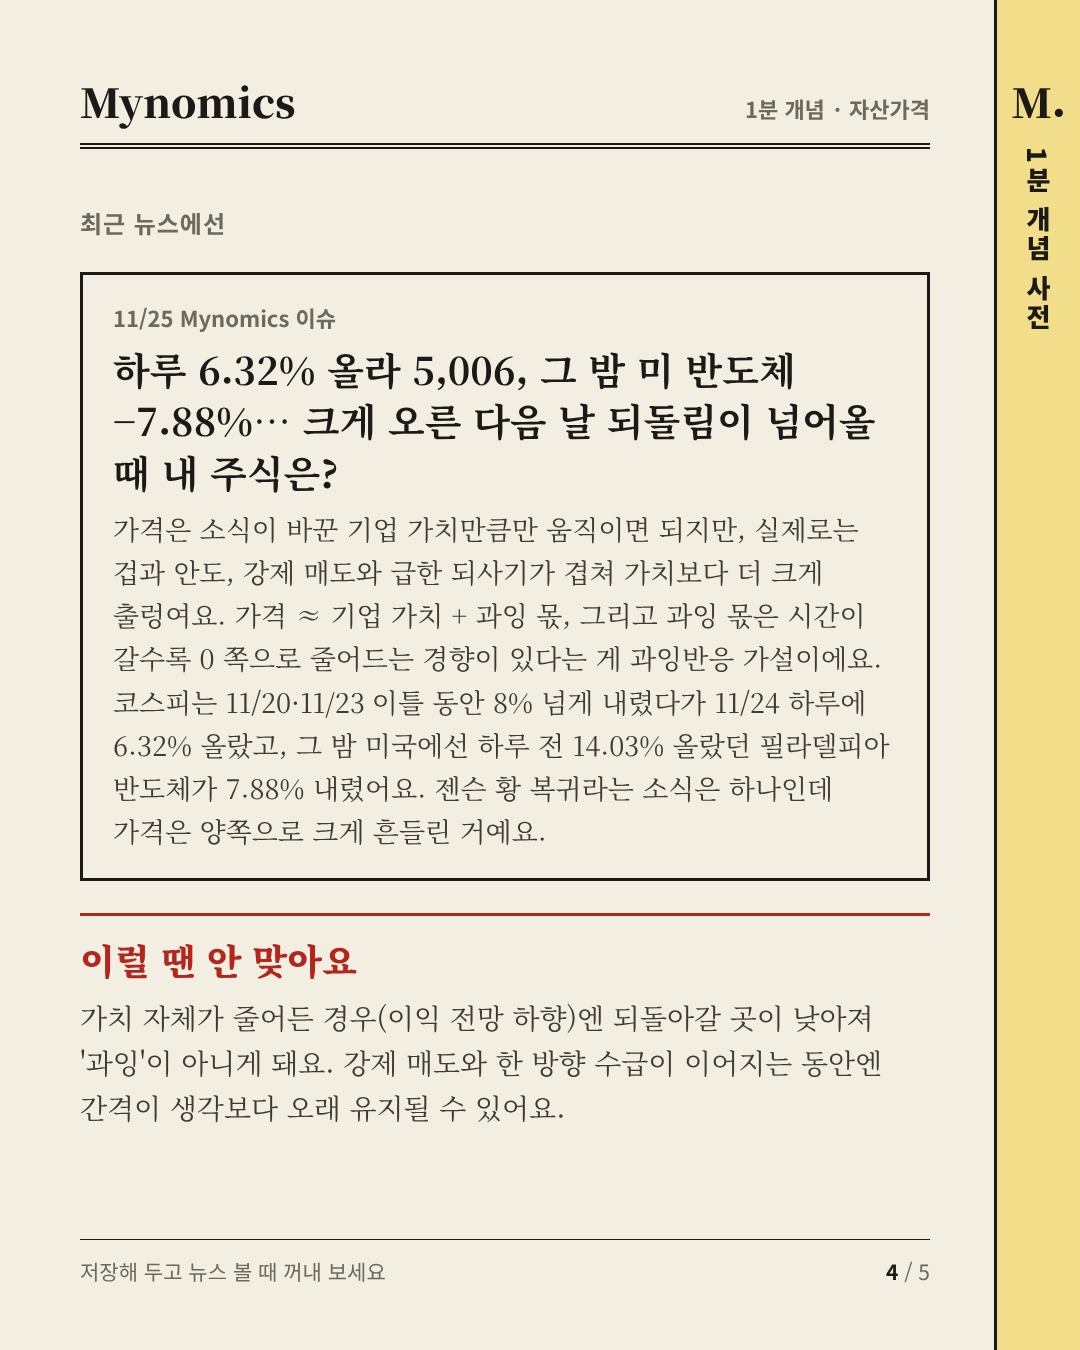 Mynomics
1분 개념 · 자산가격
최근 뉴스에선
11/25 Mynomics 이슈
하루 6.32% 올라 5,006, 그 밤 미 반도체
−7.88%… 크게 오른 다음 날 되돌림이 넘어올
때 내 주식은?
가격은 소식이 바꾼 기업 가치만큼만 움직이면 되지만, 실제로는
겁과 안도, 강제 매도와 급한 되사기가 겹쳐 가치보다 더 크게
출렁여요. 가격 ≈ 기업 가치 + 과잉 몫, 그리고 과잉 몫은 시간이
갈수록 0 쪽으로 줄어드는 경향이 있다는 게 과잉반응 가설이에요.
코스피는 11/20·11/23 이틀 동안 8% 넘게 내렸다가 11/24 하루에
6.32% 올랐고, 그 밤 미국에선 하루 전 14.03% 올랐던 필라델피아
반도체가 7.88% 내렸어요. 젠슨 황 복귀라는 소식은 하나인데
가격은 양쪽으로 크게 흔들린 거예요.
이럴 땐 안 맞아요
가치 자체가 줄어든 경우(이익 전망 하향)엔 되돌아갈 곳이 낮아져
'과잉'이 아니게 돼요. 강제 매도와 한 방향 수급이 이어지는 동안엔
간격이 생각보다 오래 유지될 수 있어요.
저장해 두고 뉴스 볼 때 꺼내 보세요
4 / 5
M.
1분 개념 사전